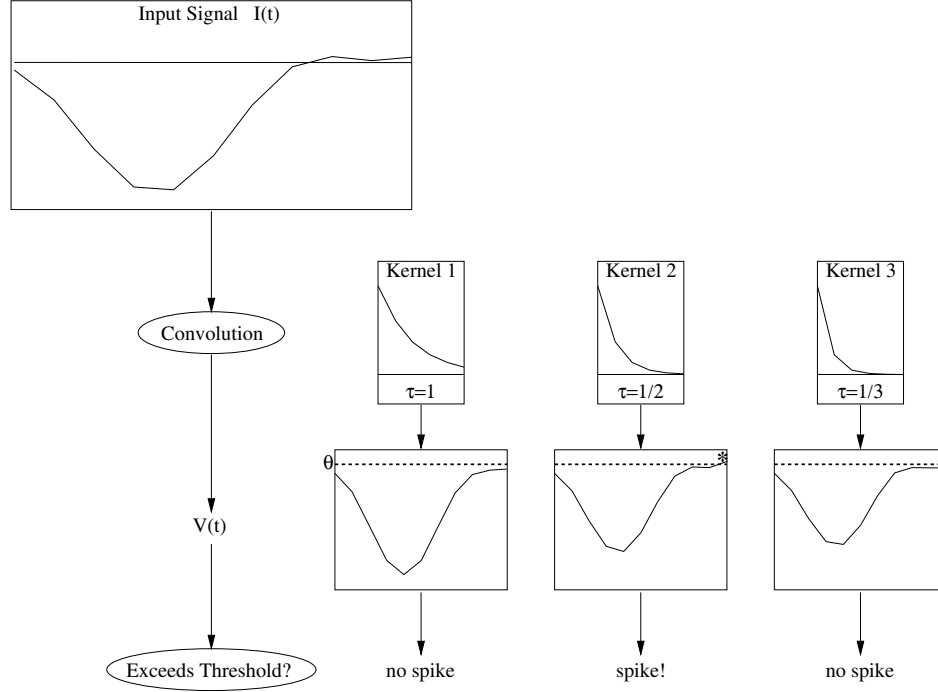 Input Signal I(t)
Kernel 1
Kernel 2
Kernel 3
Convolution
τ=1
τ=1/2
τ=1/3
θ
*
V(t)
Exceeds Threshold?
no spike
spike!
no spike